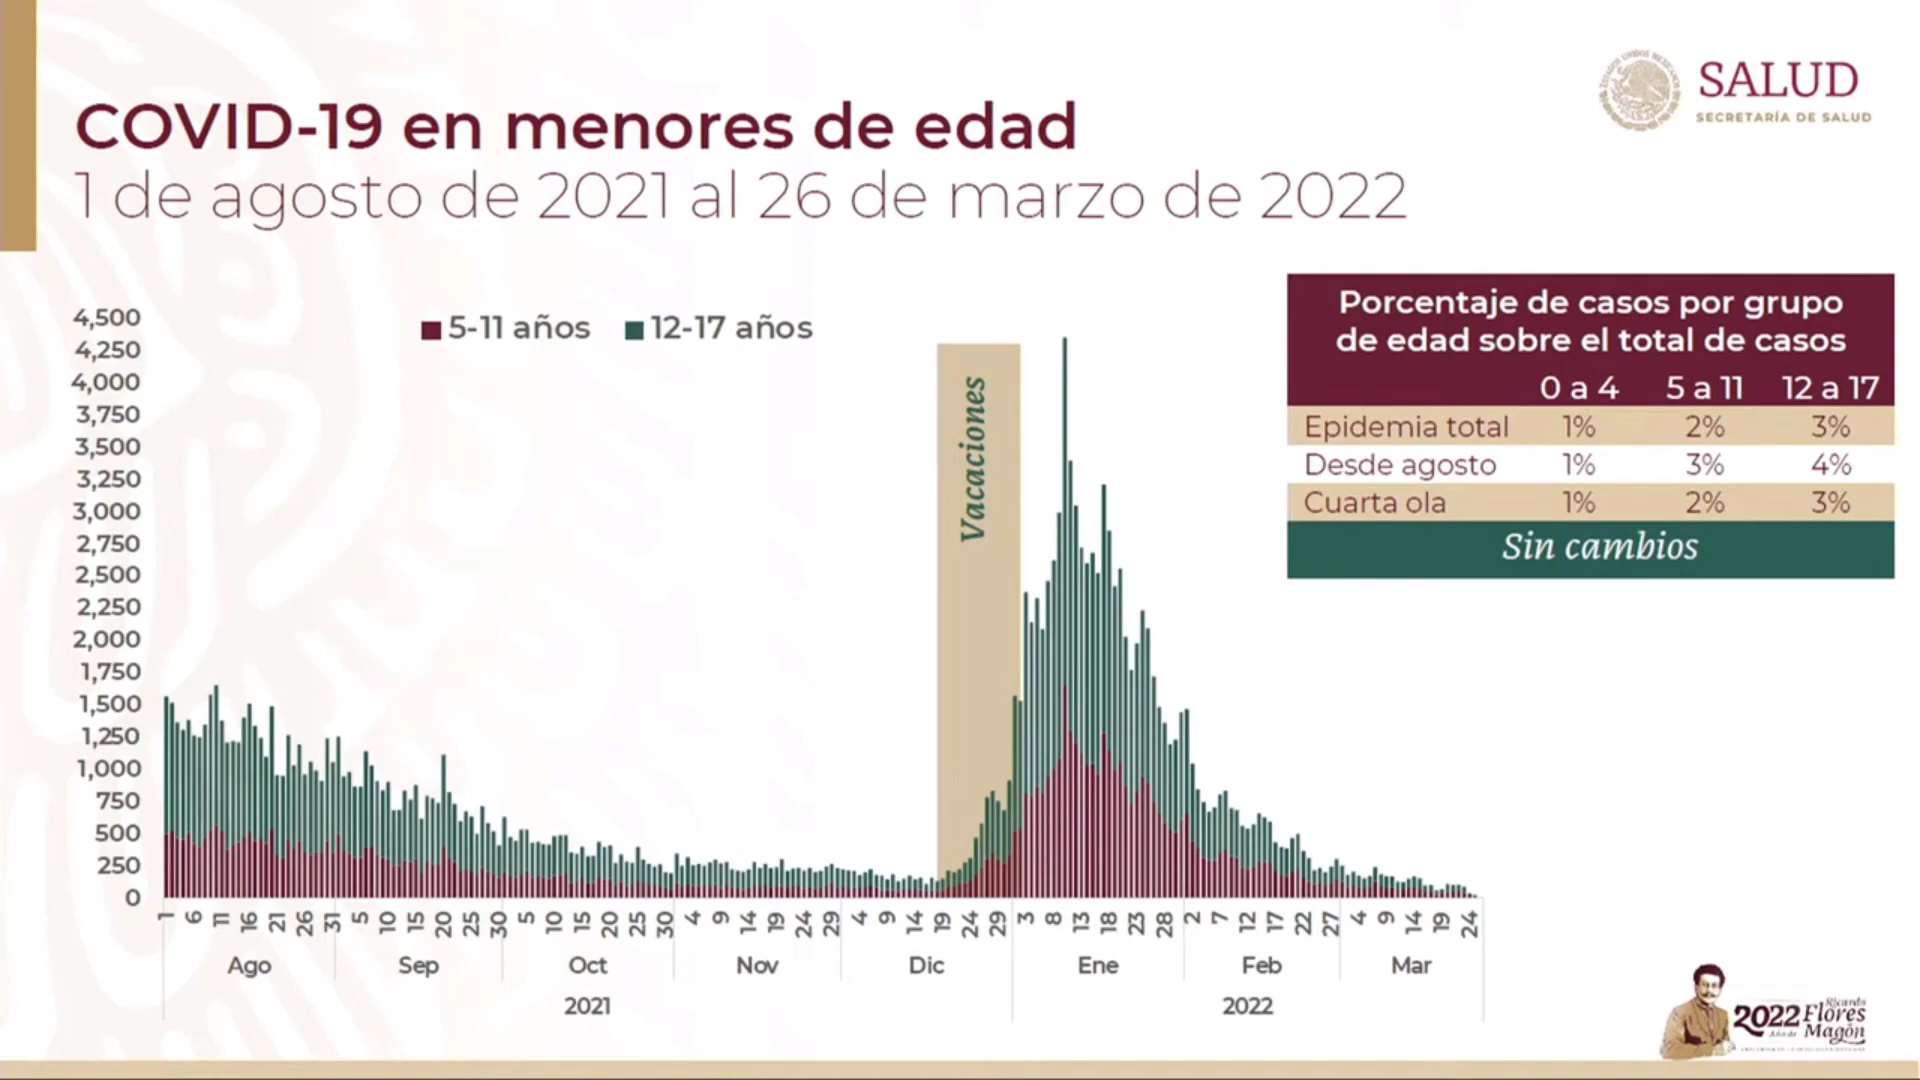 SALUD
SECRETARÍA DE SALUD
COVID-19 en menores de edad
1 de agosto de 2021 al 26 de marzo de 2022
Porcentaje de casos por grupo
de edad sobre el total de casos
0 a 4 5 a 11 12 a 17
Epidemia total 1% 2% 3%
Desde agosto 1% 3% 4%
Cuarta ola 1% 2% 3%
Sin cambios
5-11 años 12-17 años
Vacaciones
4,500
4,250
4,000
3,750
3,500
3,250
3,000
2,750
2,500
2,250
2,000
1,750
1,500
1,250
1,000
750
500
250
0
1 6 11 16 21 26 31 5 10 15 20 25 30 5 10 15 20 25 30 4 9 14 19 24 29 4 9 14 19 24 29 3 8 13 18 23 28 2 7 12 17 22 27 4 9 14 19 24
Ago Sep Oct Nov Dic Ene Feb Mar
2021 2022
2022 Ricardo
Flores
Año de Magón